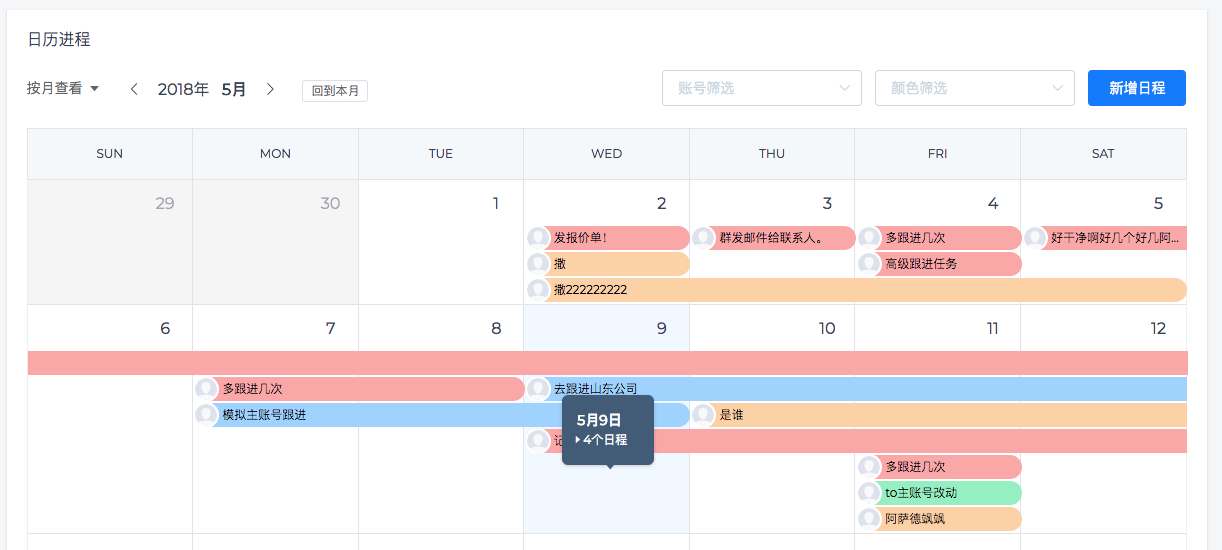 日历进程
按月查看 2018年 5月 回到本月 账号筛选 颜色筛选 新增日程
SUN MON TUE WED THU FRI SAT
29 30 1 2 3 4 5
发报价单！ 群发邮件给联系人。 多跟进几次 好干净啊好几个好几阿...
撒 高级跟进任务
撒222222222
6 7 8 9 10 11 12
多跟进几次 去跟进山东公司
模拟主账号跟进 是谁
5月9日
4个日程
多跟进几次
to主账号改动
阿萨德飒飒